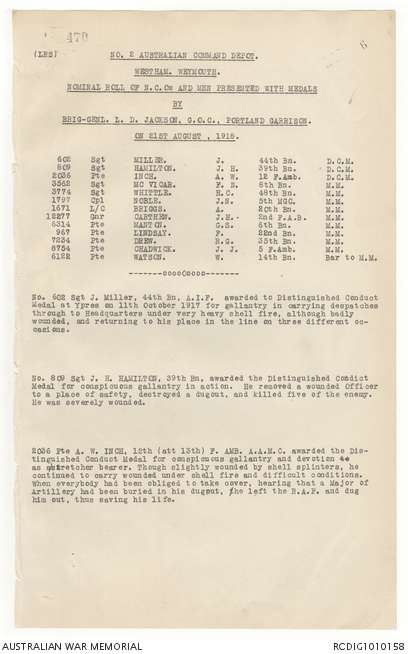 470
6
(LRS) NO. 2 AUSTRALIAN COMMAND DEPOT.
WESTHAM. WEYMOUTH.
NOMINAL ROLL OF N.C.Os AND MEN PRESENTED WITH MEDALS
BY
BRIG-GENL. L. D. JACKSON, G.O.C., PORTLAND GARRISON.
ON 21ST AUGUST, 1918.
602 Sgt MILLER. J. 44th Bn. D.C.M.
809 Sgt HAMILTON. J. H. 39th Bn. D.C.M.
2036 Pte INCH. A. W. 12 F.Amb. D.C.M.
3562 Sgt MC VICAR. F. N. 8th Bn. M.M.
3774 Sgt WHITTLE. H.C. 48th Bn. M.M.
1797 Cpl NOBLE. J.N. 5th MGC. M.M.
1671 L/C BRIGGS. A. 20th Bn. M.M.
12277 Gnr CARTHEW. J.H. 2nd F.A.B. M.M.
6314 Pte MANTON. G.S. 6th Bn. M.M.
967 Pte LINDSAY. F. 22nd Bn. M.M.
7234 Pte DREW. R.G. 35th Bn. M.M.
8754 Pte CHADWICK. J. J. 5 F.Amb. M.M.
6122 Pte WATSON. W. 14th Bn. Bar to M.M.
-------oooo0oooo-------
No. 602 Sgt J. Miller, 44th Bn, A.I.F. awarded to Distinguished Conduct
Medal at Ypres on 11th October 1917 for gallantry in carrying despatches
through to Headquarters under very heavy shell fire, although badly
wounded, and returning to his place in the line on three different oc-
casions.
No. 809 Sgt J. H. HAMILTON, 39th Bn, awarded the Distinguished Condict
Medal for conspicuous gallantry in action. He removed a wounded Officer
to a place of safety, destroyed a dugout, and killed five of the enemy.
He was severely wounded.
2036 Pte A. W. INCH, 12th (att 13th) F. AMB. A.A.M.C. awarded the Dis-
tinguished Conduct Medal for conspicuous gallantry and devotion to
as stretcher bearer. Though slightly wounded by shell splinters, he
continued to carry wounded under shell fire and difficult conditions.
When everybody had been obliged to take cover, hearing that a Major of
Artillery had been buried in his dugout, he left the R.A.P. and dug
him out, thus saving his life.
AUSTRALIAN WAR MEMORIAL
RCDIG1010158